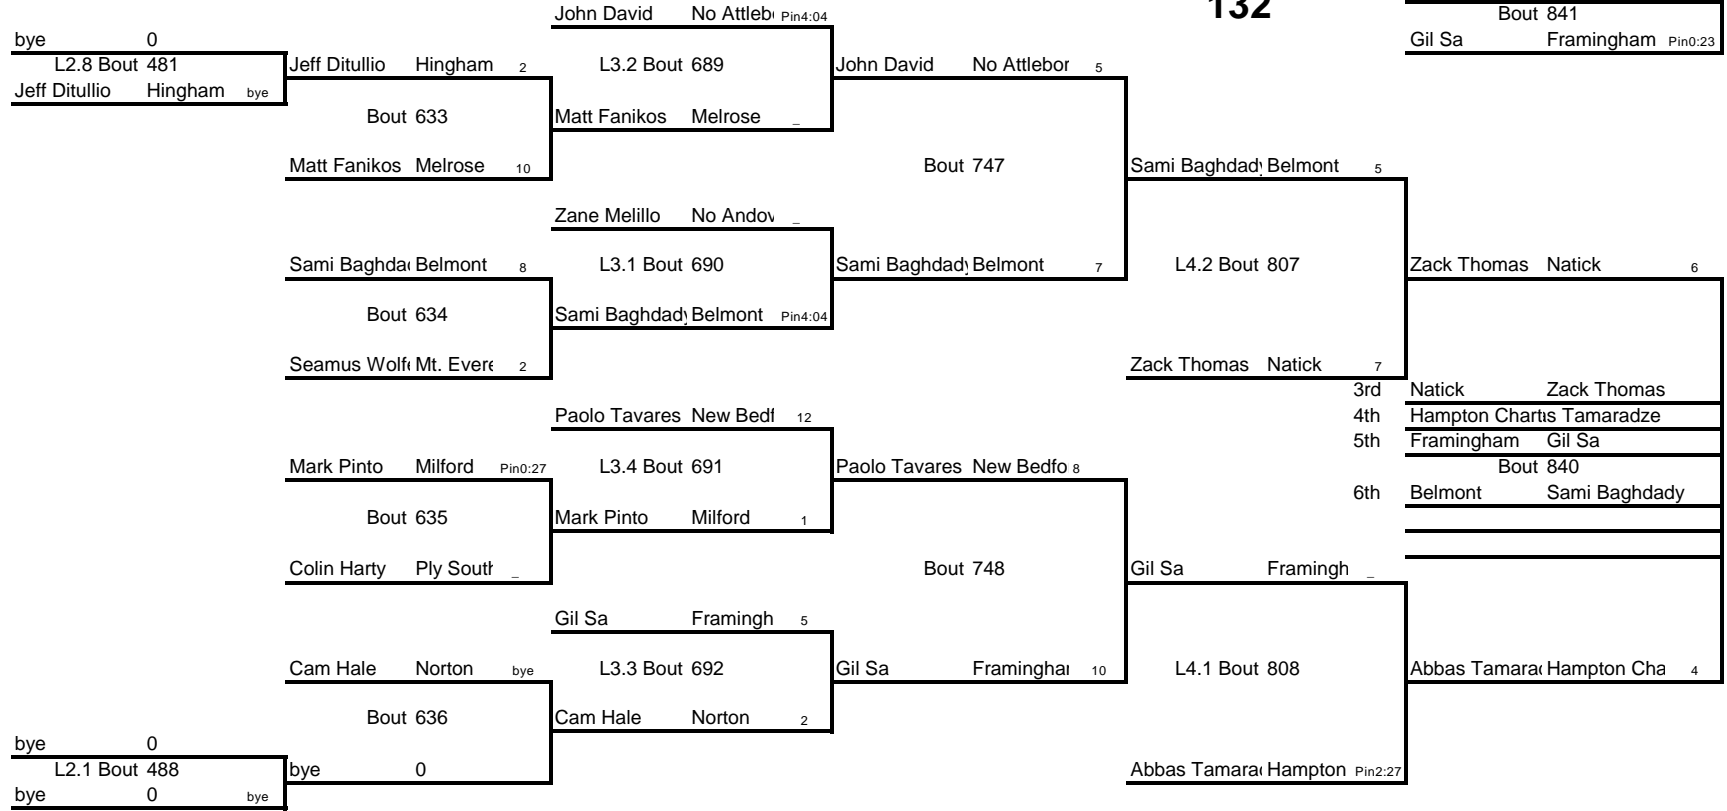 John David No Attleb Pin4:04
132
Bout 841
bye 0
Gil Sa Framingham Pin0:23
L2.8 Bout 481
Jeff Ditullio Hingham 2
L3.2 Bout 689
John David No Attlebor 5
Jeff Ditullio Hingham bye
Bout 633
Matt Fanikos Melrose _
Matt Fanikos Melrose 10
Bout 747
Sami Baghdady Belmont 5
Zane Melillo No Andov _
Sami Baghda Belmont 8
L3.1 Bout 690
Sami Baghdady Belmont 7
L4.2 Bout 807
Zack Thomas Natick 6
Bout 634
Sami Baghdady Belmont Pin4:04
Seamus Wolf Mt. Evere 2
Zack Thomas Natick 7
3rd Natick Zack Thomas
Paolo Tavares New Bedf 12
4th Hampton Chart s Tamaradze
5th Framingham Gil Sa
Mark Pinto Milford Pin0:27
L3.4 Bout 691
Paolo Tavares New Bedfo 8
Bout 840
6th Belmont Sami Baghdady
Bout 635
Mark Pinto Milford 1
Colin Harty Ply South _
Bout 748
Gil Sa Framingh _
Gil Sa Framingh 5
Cam Hale Norton bye
L3.3 Bout 692
Gil Sa Framinghar 10
L4.1 Bout 808
Abbas Tamarad Hampton Cha 4
Bout 636
Cam Hale Norton 2
bye 0
L2.1 Bout 488
bye 0
Abbas Tamarad Hampton Pin2:27
bye 0 bye